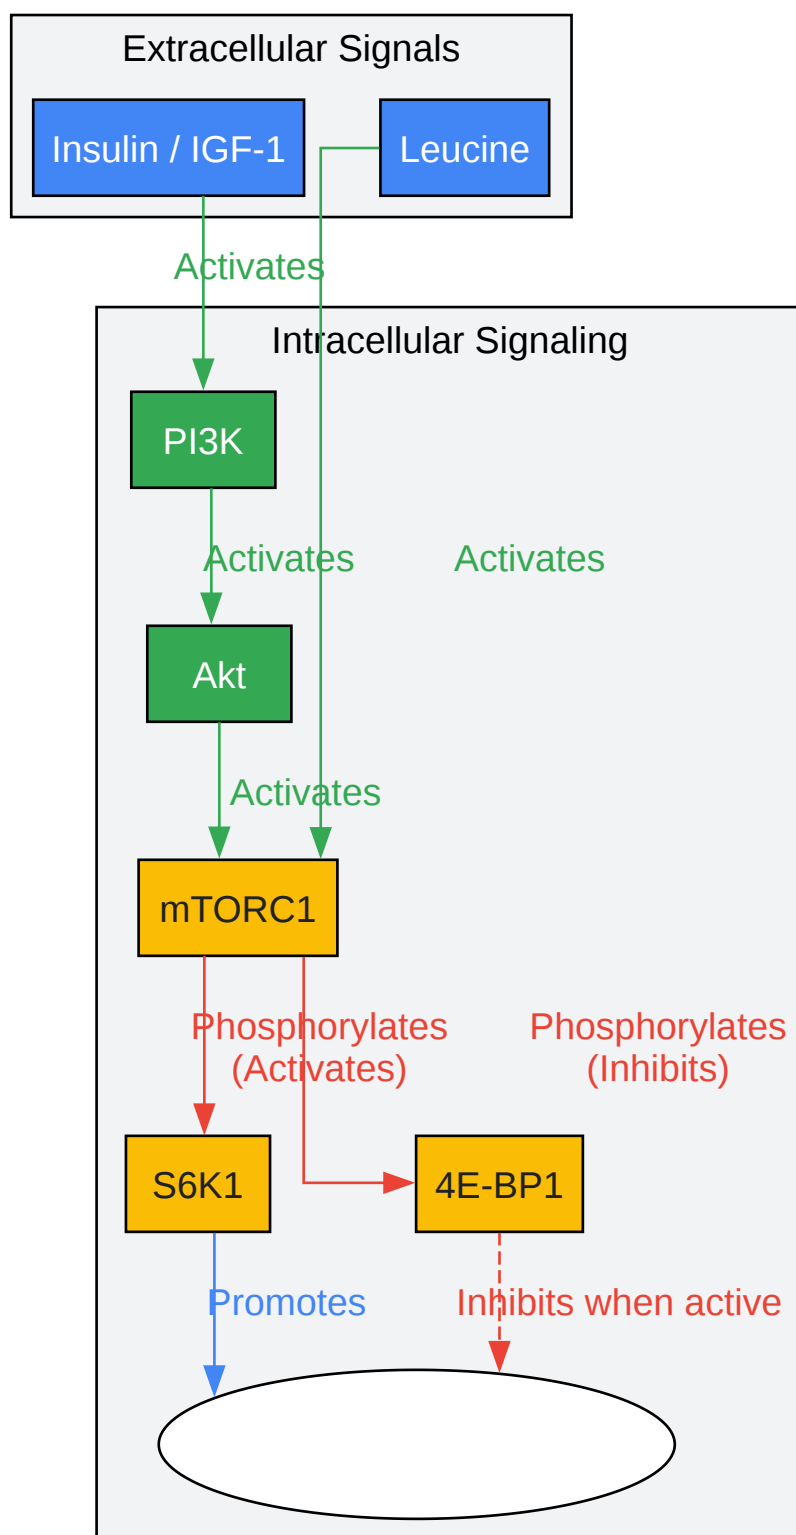 Extracellular Signals
Insulin / IGF-1
Leucine
Activates
Intracellular Signaling
PI3K
Activates
Activates
Akt
Activates
mTORC1
Phosphorylates
(Activates)
Phosphorylates
(Inhibits)
S6K1
4E-BP1
Promotes
Inhibits when active